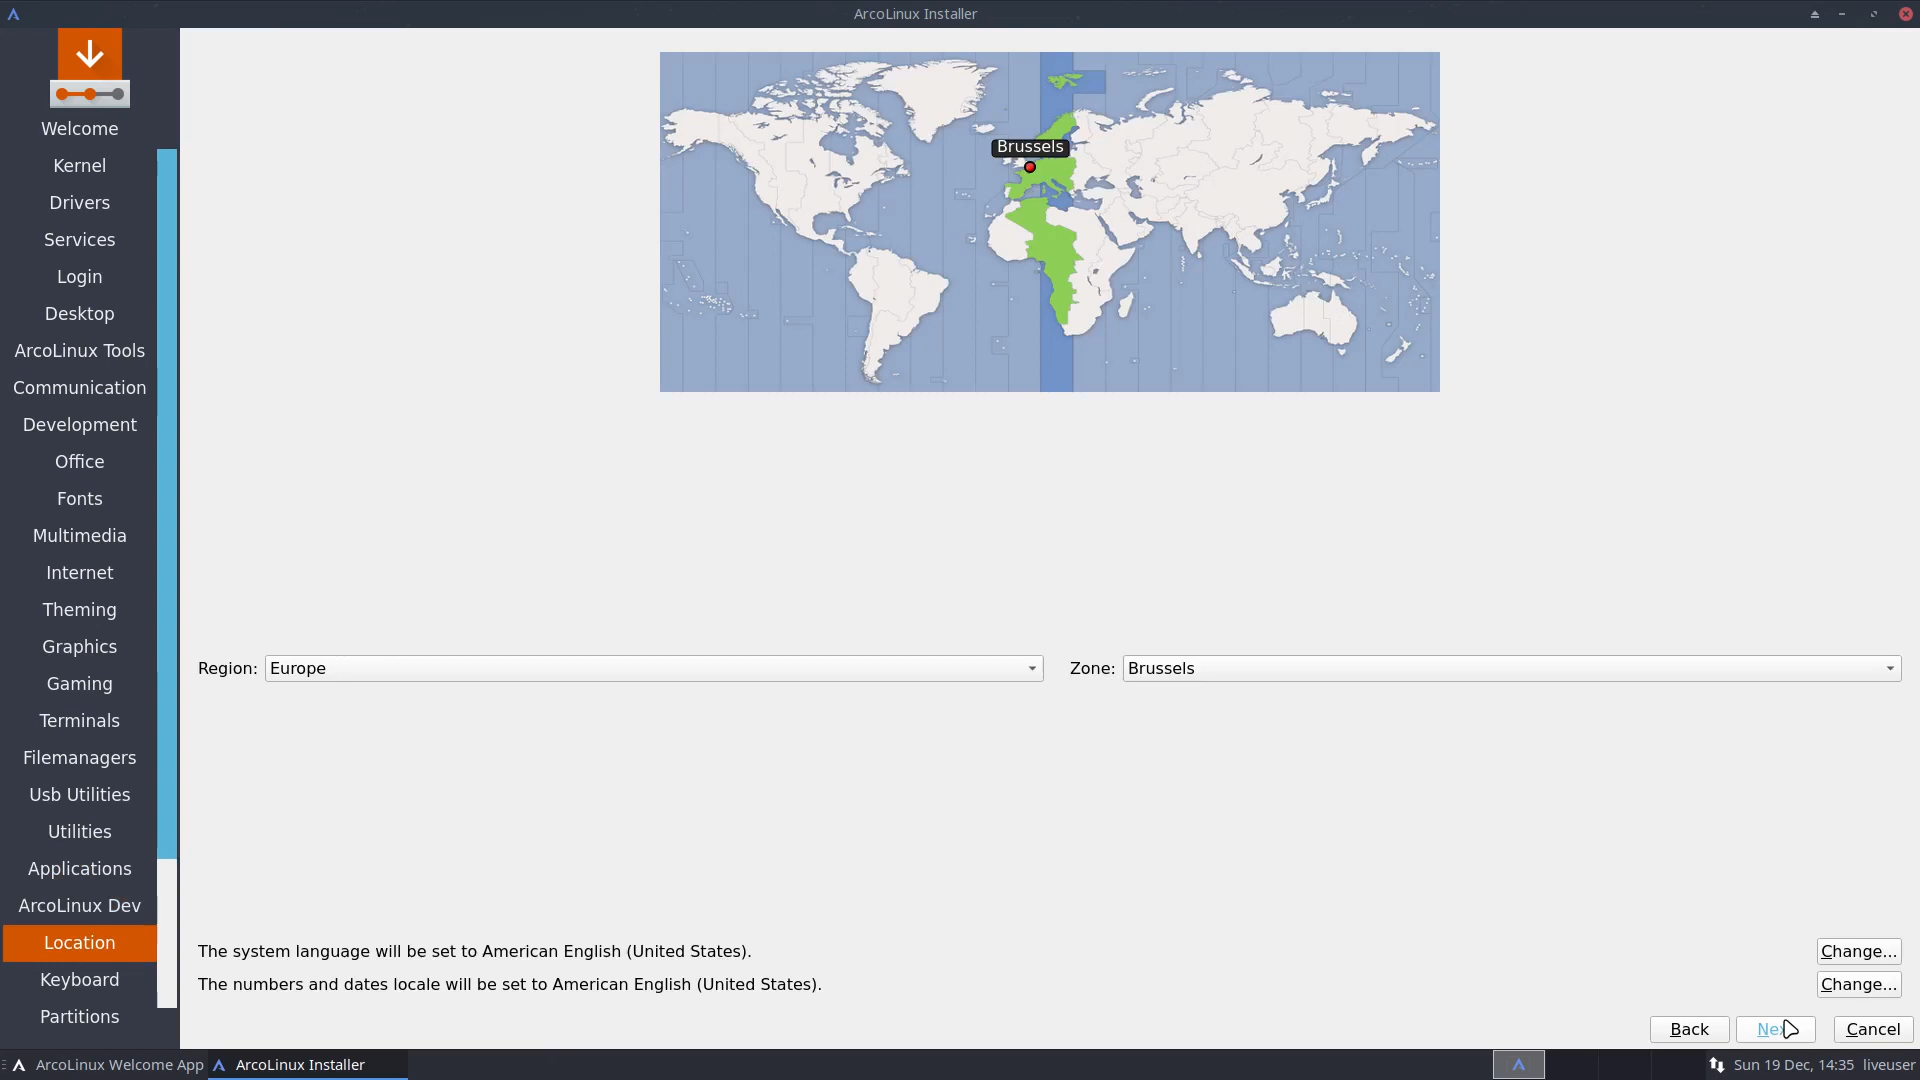 ArcoLinux Installer
Welcome
Kernel
Drivers
Services
Login
Desktop
ArcoLinux Tools
Communication
Development
Office
Fonts
Multimedia
Internet
Theming
Graphics
Gaming
Terminals
Filemanagers
Usb Utilities
Utilities
Applications
ArcoLinux Dev
Location
Keyboard
Partitions
Brussels
Region: Europe Zone: Brussels
The system language will be set to American English (United States). Change...
The numbers and dates locale will be set to American English (United States). Change...
Back Cancel
ArcoLinux Welcome App ArcoLinux Installer Sun 19 Dec, 14:35 liveuser